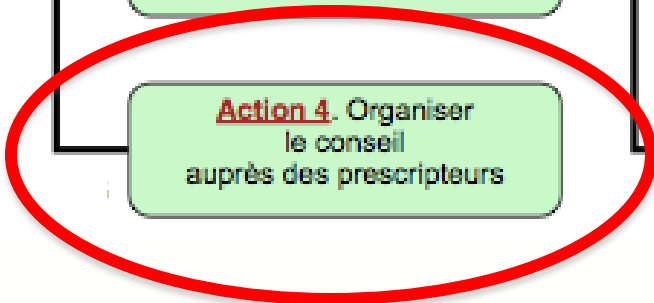 Action 4. Organiser
le conseil
auprès des prescripteurs